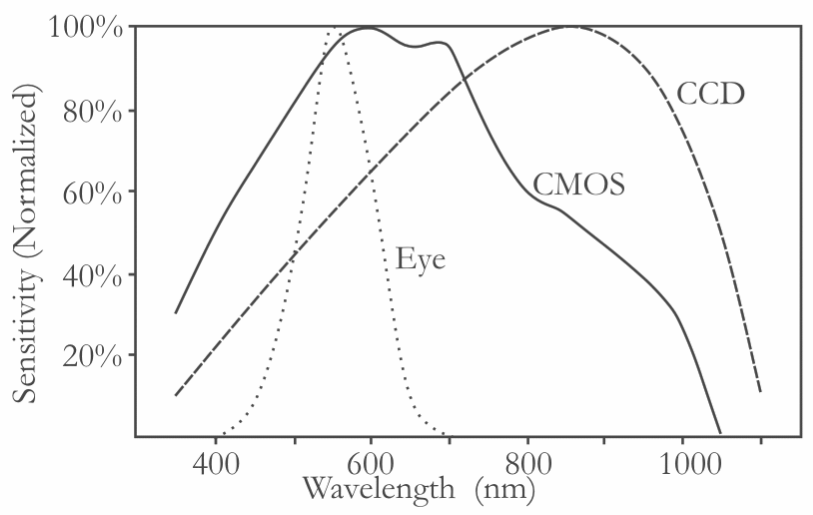 100%
80%
60%
40%
20%
Sensitivity (Normalized)
CCD
CMOS
Eye
400 600 800 1000
Wavelength (nm)